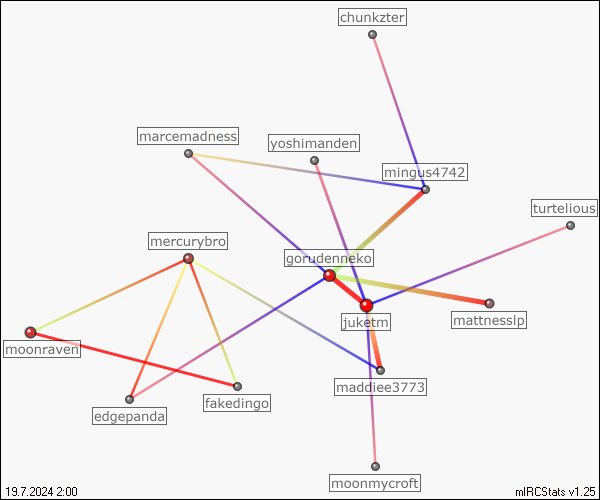 chunkzter
marcemadness
yoshimanden
mingus4742
turtelious
mercurybro
gorudenneko
juketm
mattnesslp
moonraven
maddiee3773
fakedingo
edgepanda
moonmycroft
19.7.2024 2:00
mIRCStats v1.25